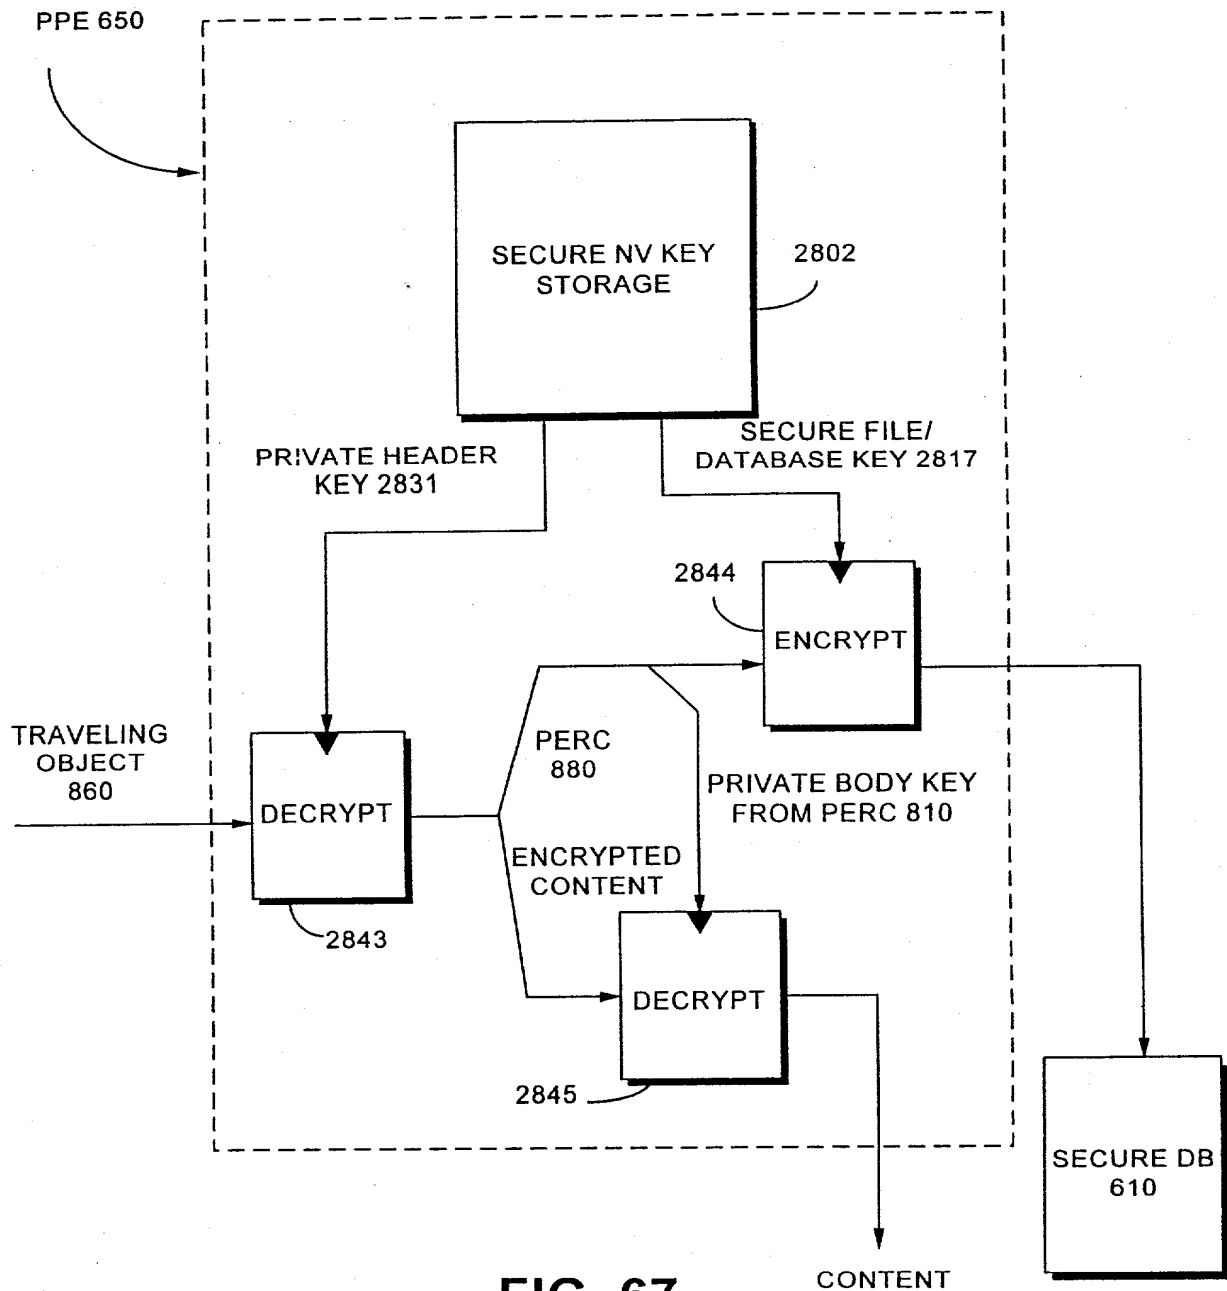 PPE 650
SECURE NV KEY
STORAGE
2802
PRIVATE HEADER
KEY 2831
SECURE FILE/
DATABASE KEY 2817
2844
ENCRYPT
TRAVELING
OBJECT
860
DECRYPT
PERC
880
PRIVATE BODY KEY
FROM PERC 810
ENCRYPTED
CONTENT
2843
DECRYPT
2845
SECURE DB
610
CONTENT
FIG. 67